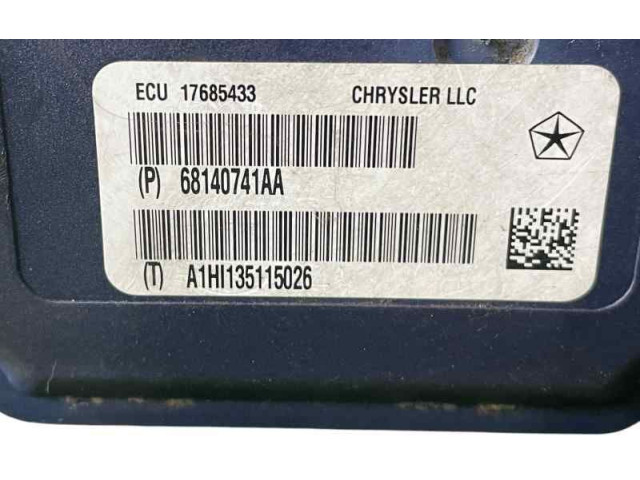 ECU 17685433 CHRYSLER LLC
(P) 68140741AA
(T) A1HI135115026